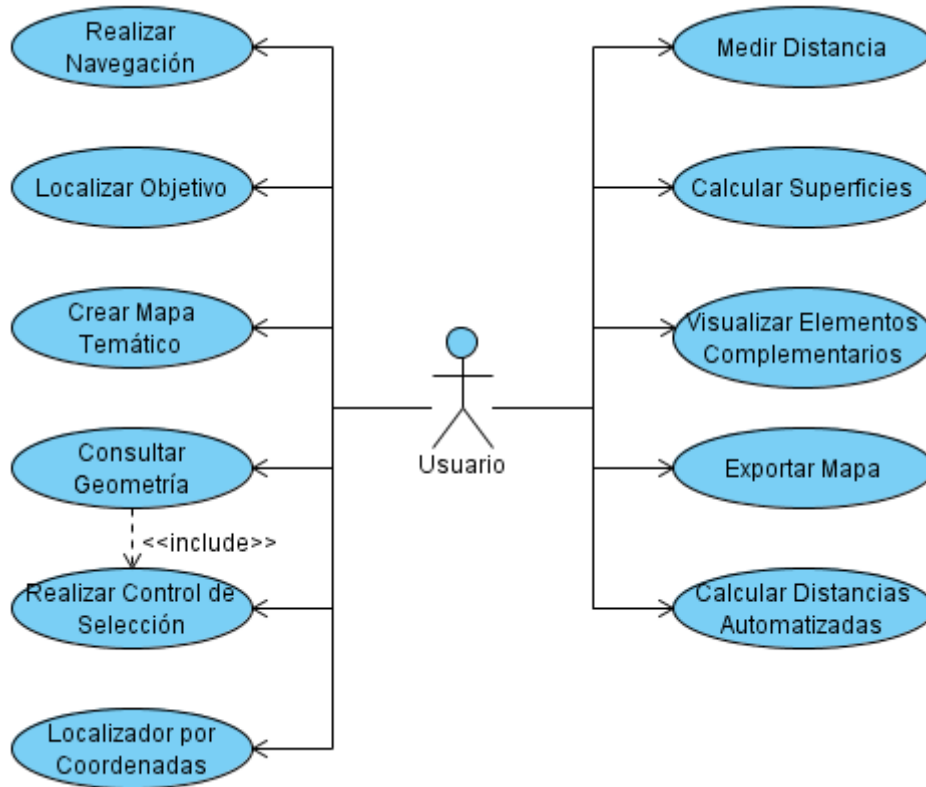 Realizar
Navegación
Localizar Objetivo
Crear Mapa
Temático
Consultar
Geometría
<<include>>
Realizar Control de
Selección
Localizador por
Coordenadas
Usuario
Medir Distancia
Calcular Superficies
Visualizar Elementos
Complementarios
Exportar Mapa
Calcular Distancias
Automatizadas